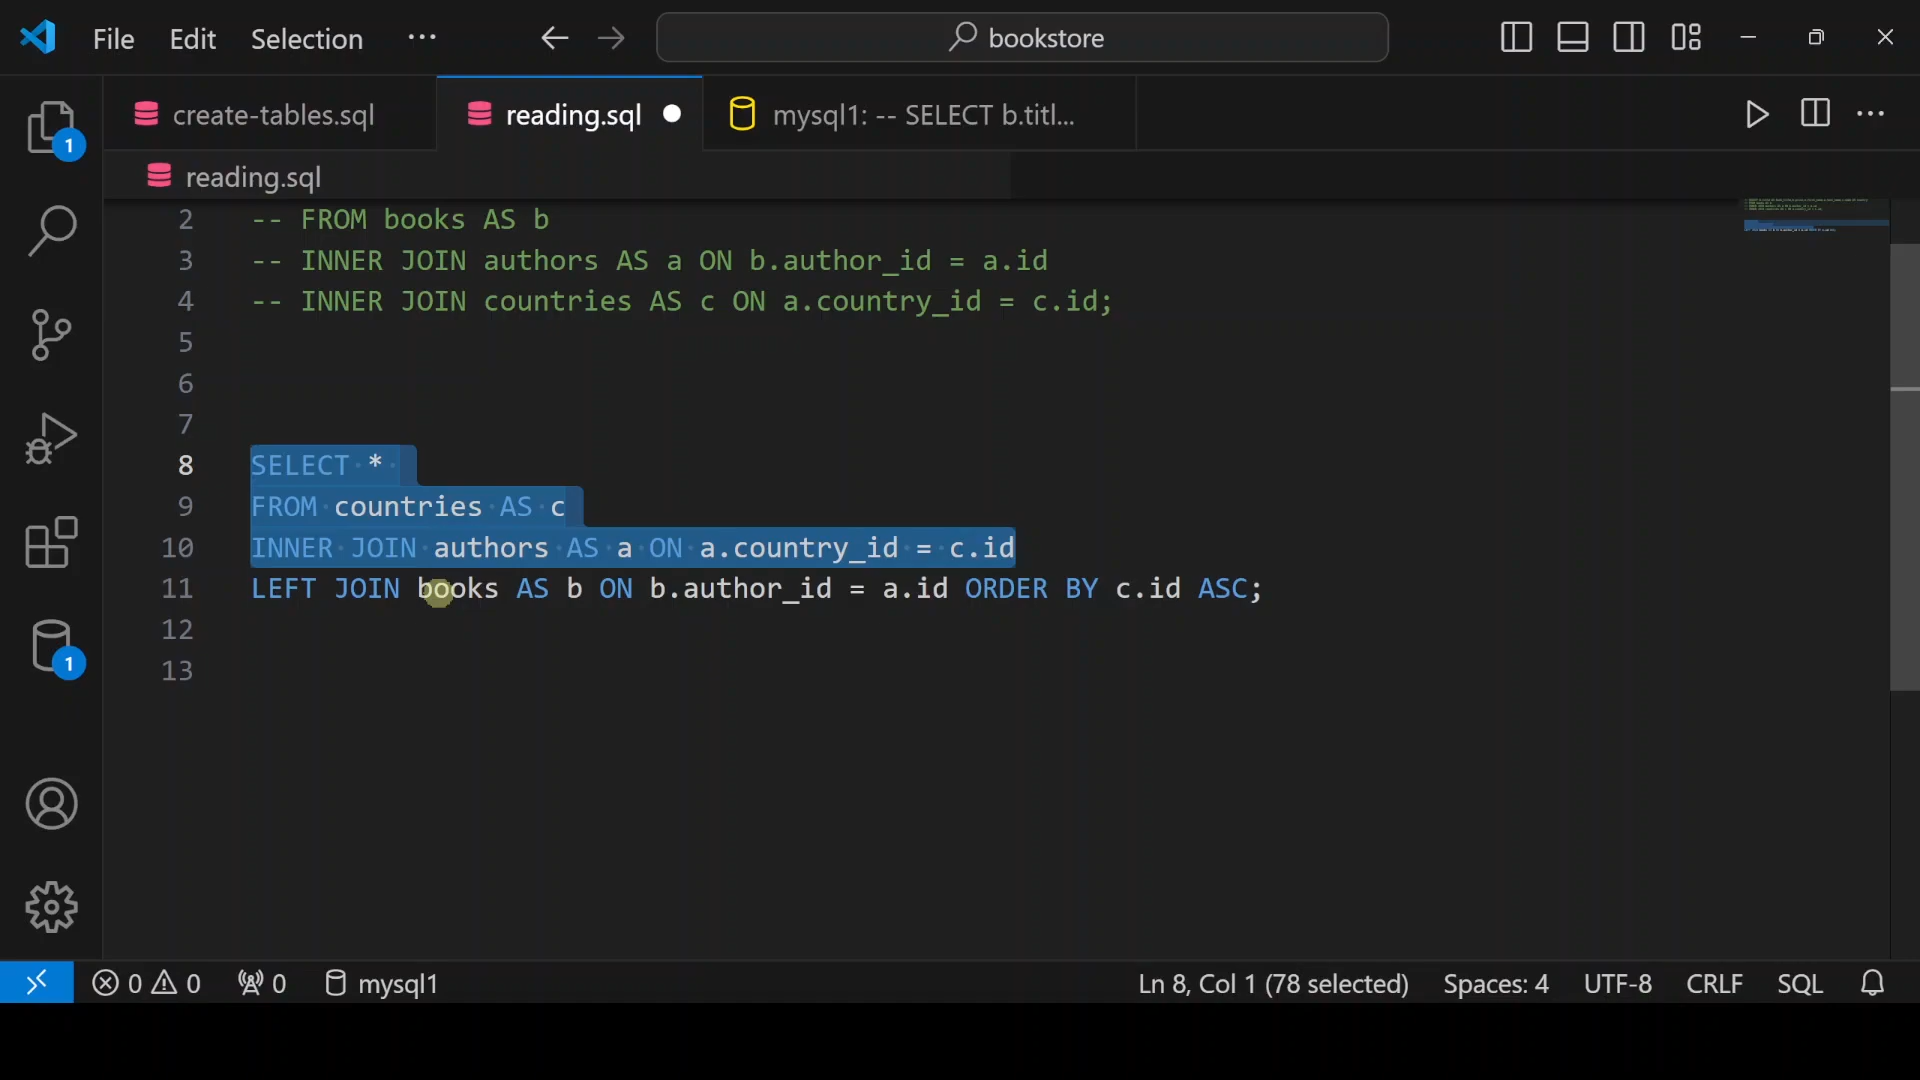 File Edit Selection ···
bookstore
create-tables.sql
reading.sql
mysql1: -- SELECT b.titl...
reading.sql
2 -- FROM books AS b
3 -- INNER JOIN authors AS a ON b.author_id = a.id
4 -- INNER JOIN countries AS c ON a.country_id = c.id;
5
6
7
8 SELECT *
9 FROM countries AS c
10 INNER JOIN authors AS a ON a.country_id = c.id
11 LEFT JOIN books AS b ON b.author_id = a.id ORDER BY c.id ASC;
12
13
1
1
0 0 0 mysql1
Ln 8, Col 1 (78 selected) Spaces: 4 UTF-8 CRLF SQL